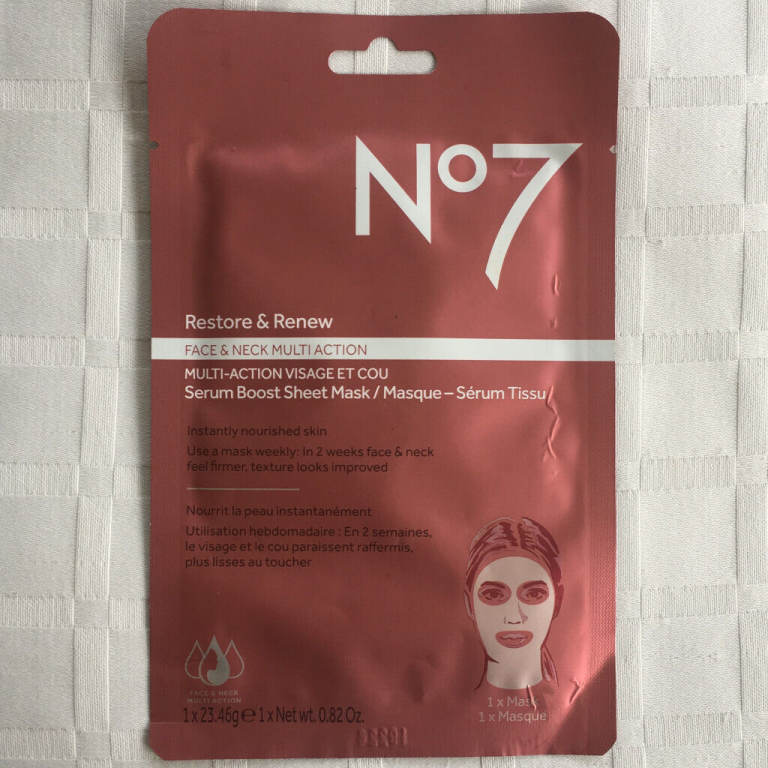 No7
Restore & Renew
FACE & NECK MULTI ACTION
MULTI-ACTION VISAGE ET COU
Serum Boost Sheet Mask / Masque – Sérum Tissu
Instantly nourished skin
Use a mask weekly: In 2 weeks face & neck
feel firmer, texture looks improved
Nourrit la peau instantanément
Utilisation hebdomadaire : En 2 semaines,
le visage et le cou paraissent raffermis,
plus lisses au toucher
FACE & NECK
MULTI ACTION
1 x 23.46g℮ 1 x Net wt. 0.82 Oz.
1 x Mask
1 x Masque